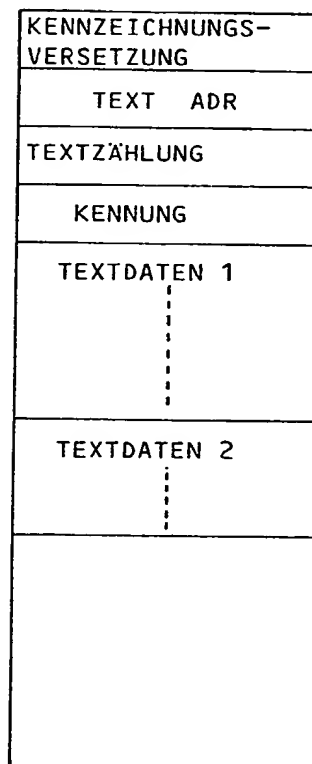 KENNZEICHNUNGS-
VERSETZUNG
TEXT ADR
TEXTZÄHLUNG
KENNUNG
TEXTDATEN 1
TEXTDATEN 2